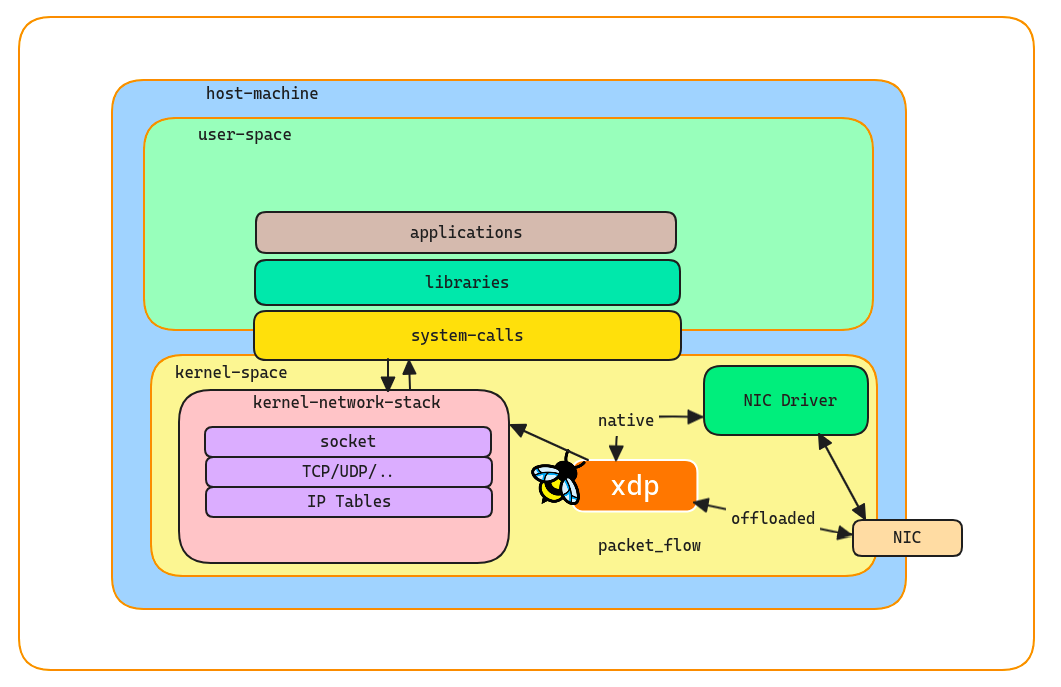 host-machine
user-space
applications
libraries
system-calls
kernel-space
kernel-network-stack
socket
TCP/UDP/..
IP Tables
native
NIC Driver
xdp
offloaded
NIC
packet_flow